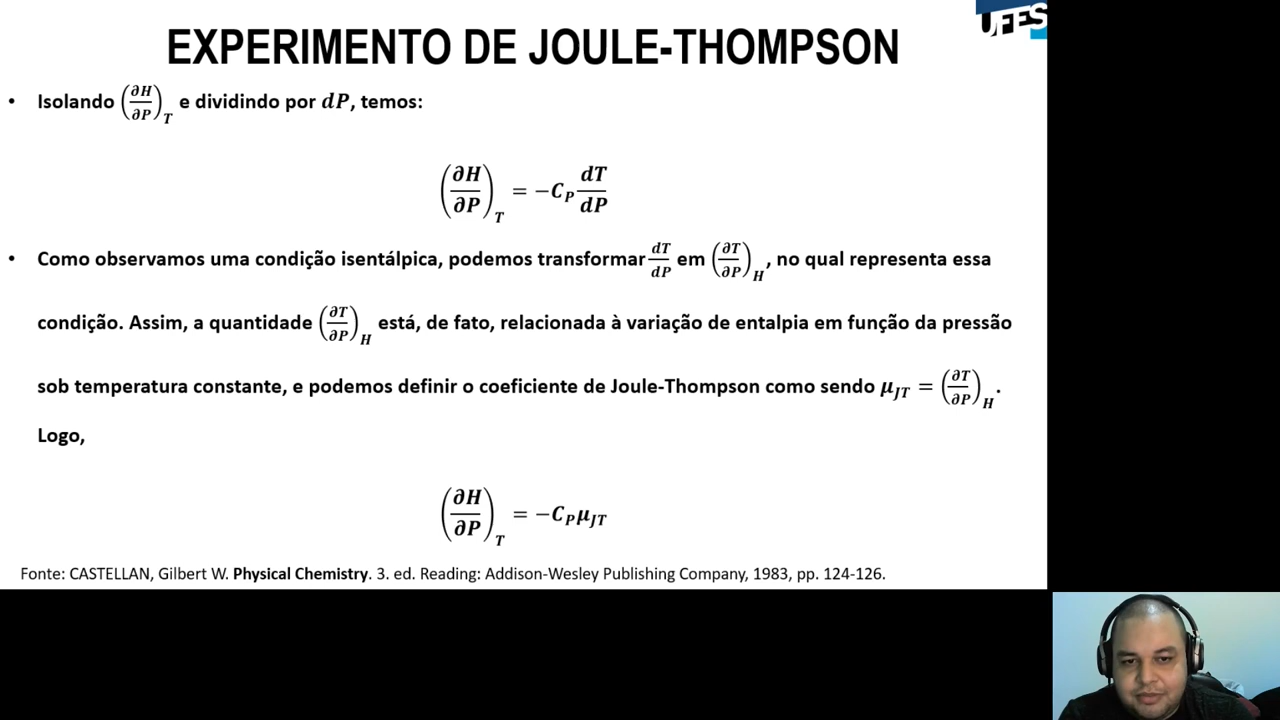 UFES
EXPERIMENTO DE JOULE-THOMPSON
• Isolando (∂H/∂P)_T e dividindo por dP, temos:
(∂H/∂P)_T = −C_P dT/dP
• Como observamos uma condição isentálpica, podemos transformar dT/dP em (∂T/∂P)_H, no qual representa essa
condição. Assim, a quantidade (∂T/∂P)_H está, de fato, relacionada à variação de entalpia em função da pressão
sob temperatura constante, e podemos definir o coeficiente de Joule-Thompson como sendo μ_JT = (∂T/∂P)_H.
Logo,
(∂H/∂P)_T = −C_P μ_JT
Fonte: CASTELLAN, Gilbert W. Physical Chemistry. 3. ed. Reading: Addison-Wesley Publishing Company, 1983, pp. 124-126.